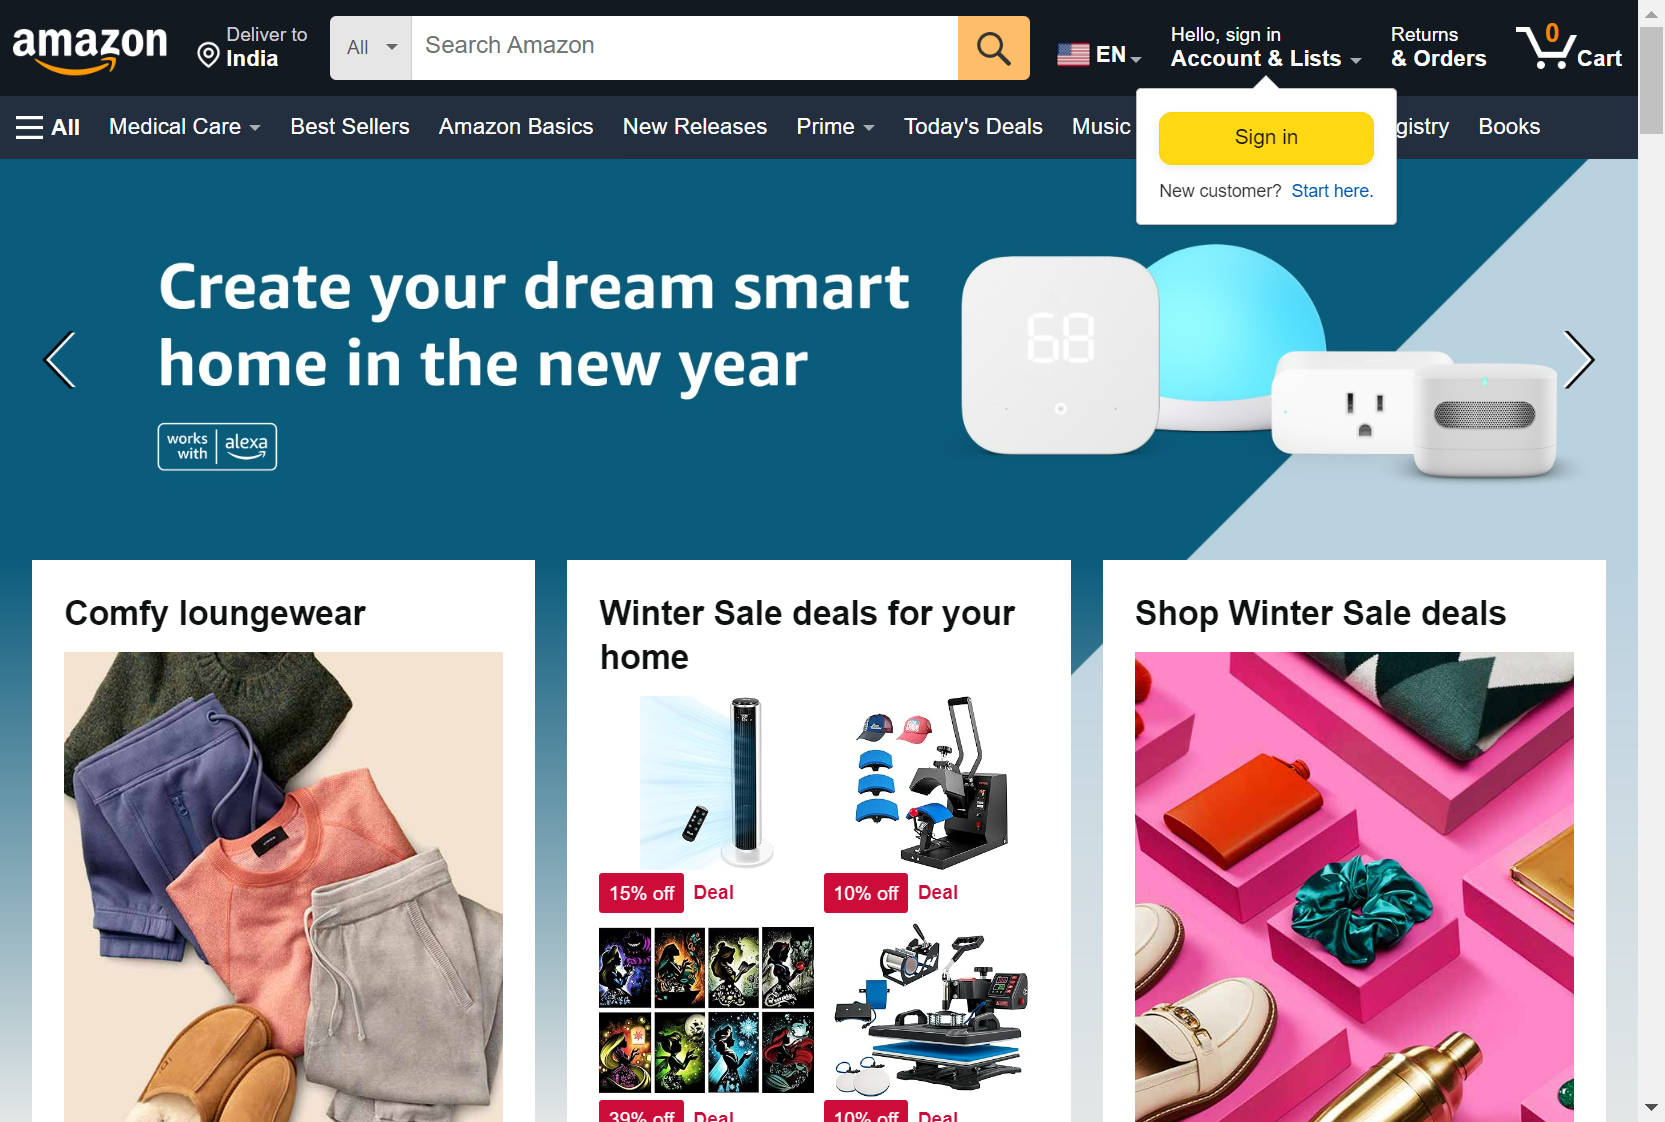 amazon
Deliver to
India
All
Search Amazon
EN
Hello, sign in
Account & Lists
Returns
& Orders
0
Cart
All
Medical Care
Best Sellers
Amazon Basics
New Releases
Prime
Today's Deals
Music
gistry
Books
Sign in
New customer? Start here.
Create your dream smart
home in the new year
works
with
alexa
68
Comfy loungewear
Winter Sale deals for your
home
15% off
Deal
10% off
Deal
39% off
Deal
10% off
Deal
Shop Winter Sale deals